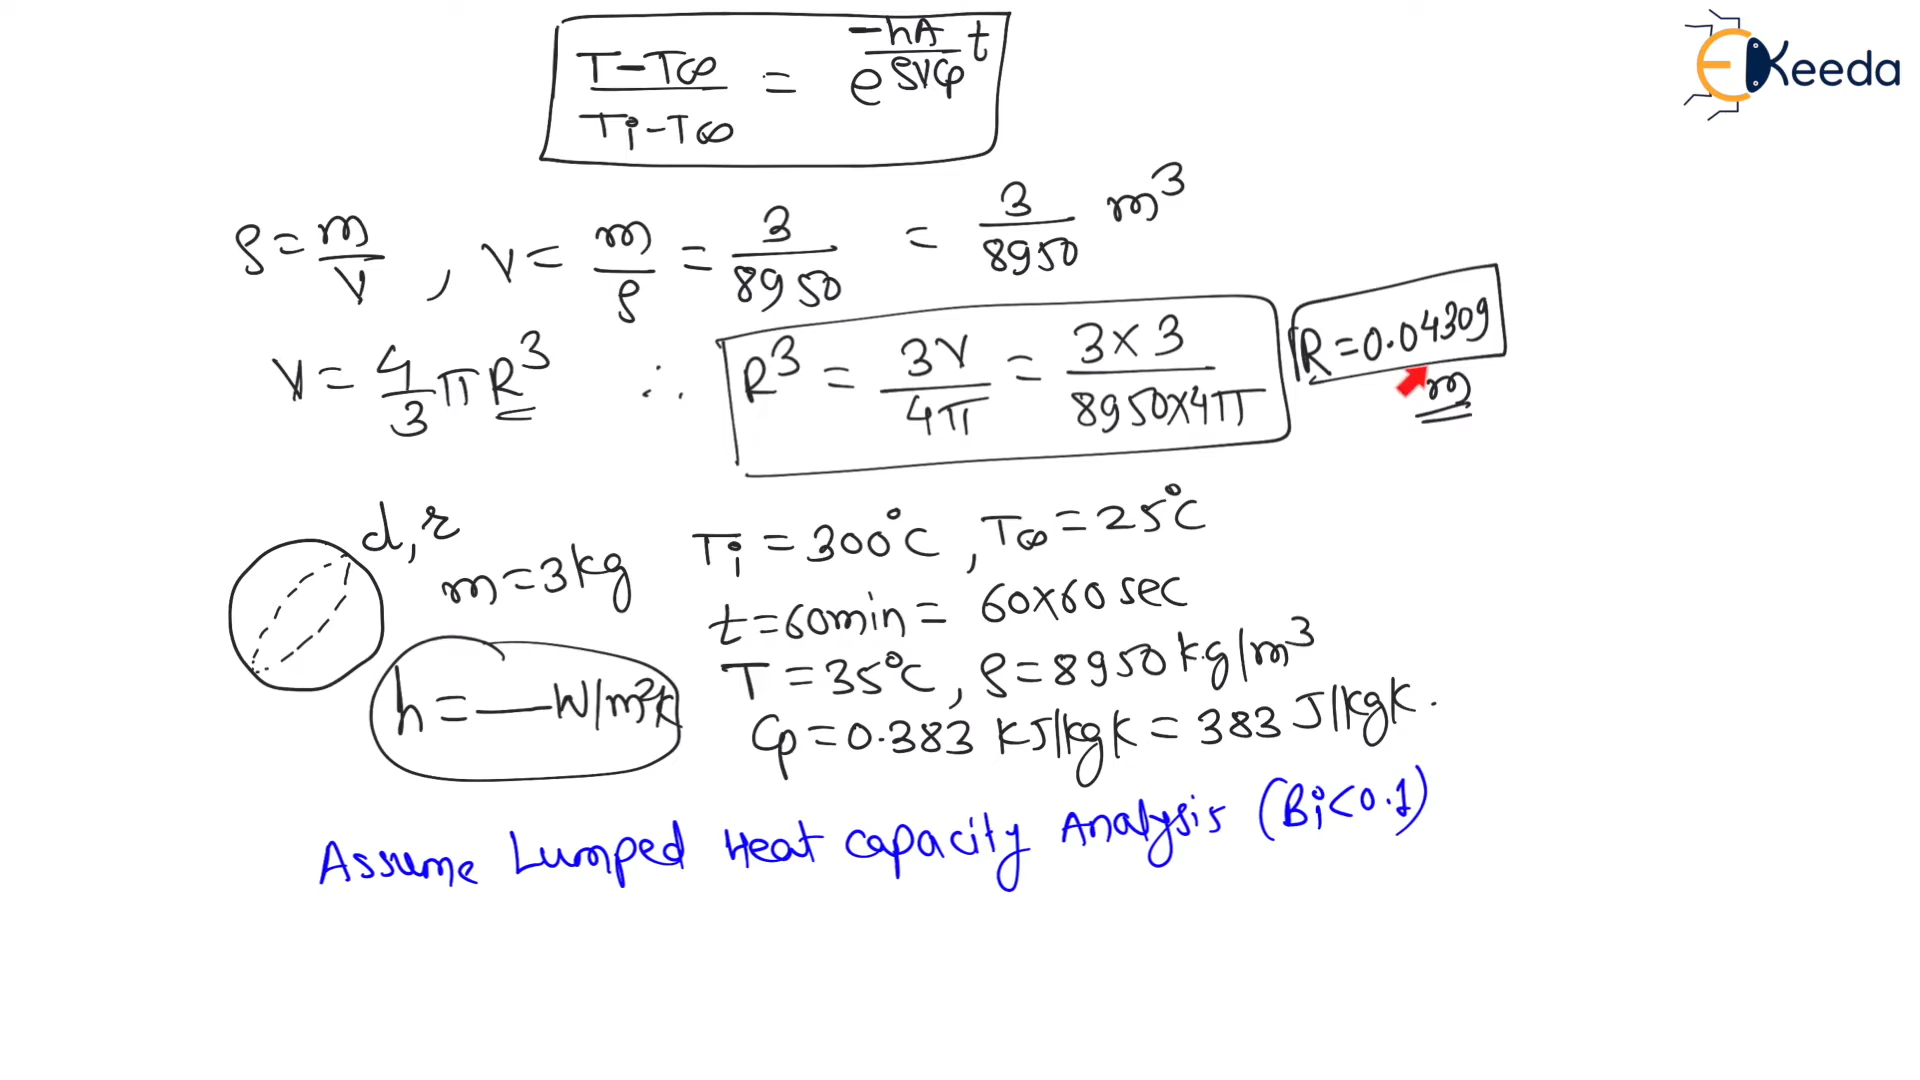 T-T∞ / Ti-T∞ = e^(-hA/ρVCp t)
EKeeda
ρ = m/V , V = m/ρ = 3/8950 = 3/8950 m³
V = 4/3 πR³ ∴ R³ = 3V/4π = 3×3/8950×4π R = 0.04309 m
d, r
m = 3kg
Ti = 300°C , T∞ = 25°C
t = 60min = 60×60 sec
T = 35°C , ρ = 8950 kg/m³
h = — W/m²K
Cp = 0.383 KJ/kgK = 383 J/kgK.
Assume Lumped Heat capacity Analysis (Bi<0.1)